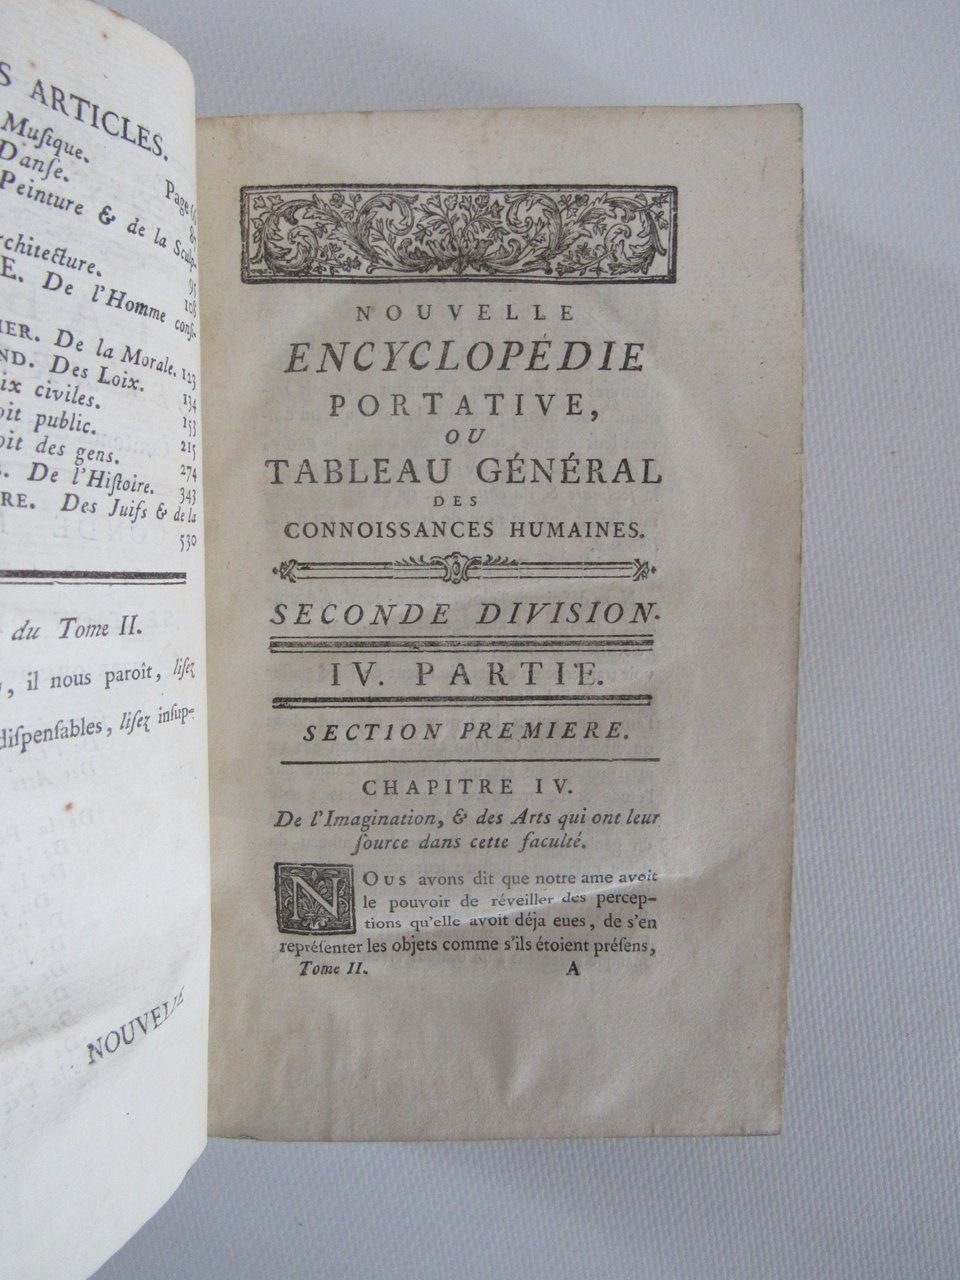 S ARTICLES.
Muſique.
Danſe. Page 68
Peinture & de la Sculp-
rchitecture. 95
E. De l'Homme conſi-
IER. De la Morale. 123
ND. Des Loix. 134
ix civiles. 153
oit public. 215
oit des gens. 274
De l'Hiſtoire. 343
RE. Des Juifs & de la
530
du Tome II.
, il nous paroît, liſez
diſpenſables, liſez inſup-
NOUVELLE
NOUVELLE
ENCYCLOPÉDIE
PORTATIVE,
OU
TABLEAU GÉNÉRAL
DES
CONNOISSANCES HUMAINES.
SECONDE DIVISION.
IV. PARTIE.
SECTION PREMIERE.
CHAPITRE IV.
De l'Imagination, & des Arts qui ont leur
ſource dans cette faculté.
NOUS avons dit que notre ame avoit
le pouvoir de réveiller des percep-
tions qu'elle avoit déja eues, de s'en
repréſenter les objets comme s'ils étoient préſens,
Tome II. A